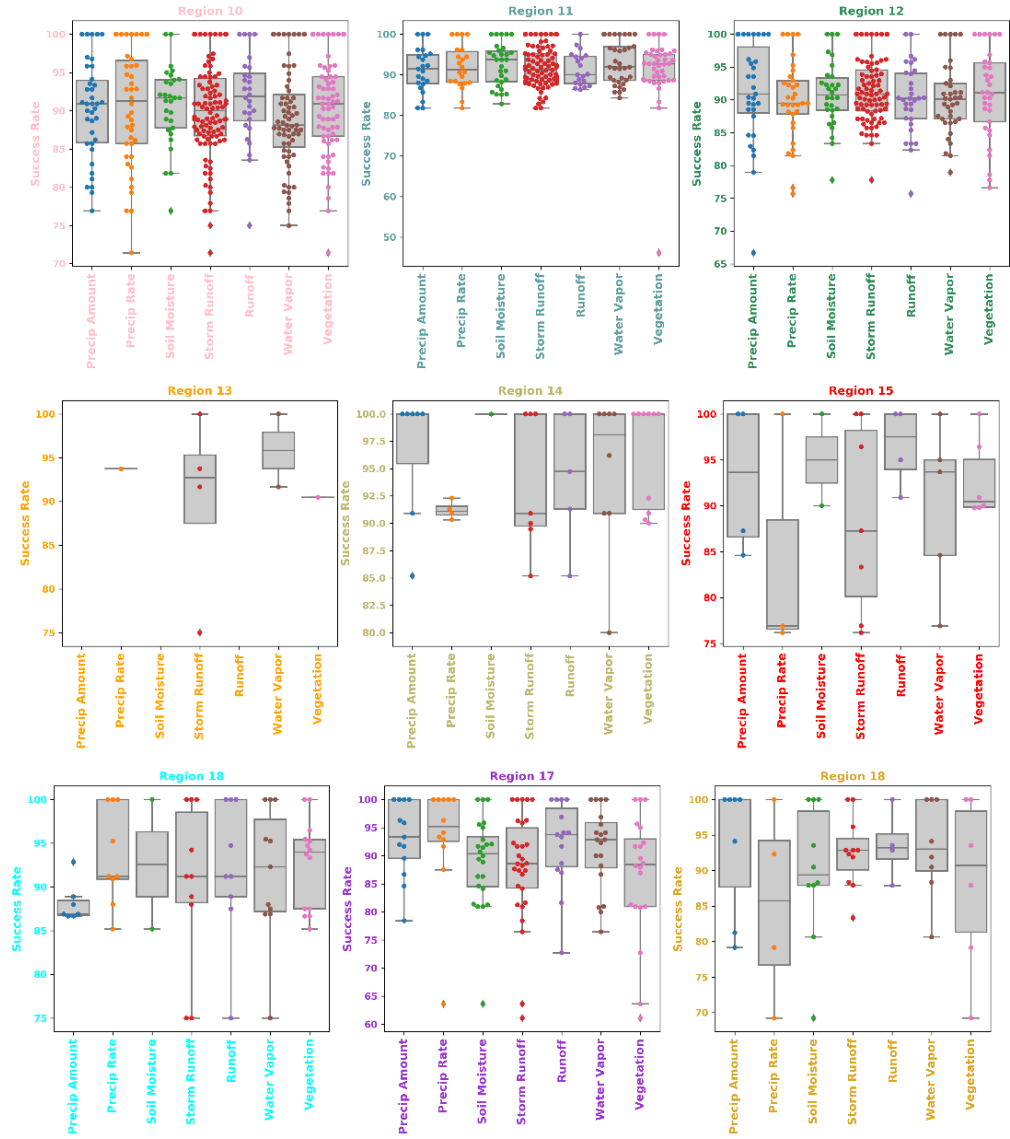 Region 10
Success Rate
100
95
90
85
80
75
70
Precip Amount
Precip Rate
Soil Moisture
Storm Runoff
Runoff
Water Vapor
Vegetation
Region 11
Success Rate
100
90
80
70
60
50
Precip Amount
Precip Rate
Soil Moisture
Storm Runoff
Runoff
Water Vapor
Vegetation
Region 12
Success Rate
100
95
90
85
80
75
70
65
Precip Amount
Precip Rate
Soil Moisture
Storm Runoff
Runoff
Water Vapor
Vegetation
Region 13
Success Rate
100
95
90
85
80
75
Precip Amount
Precip Rate
Soil Moisture
Storm Runoff
Runoff
Water Vapor
Vegetation
Region 14
Success Rate
100.0
97.5
95.0
92.5
90.0
87.5
85.0
82.5
80.0
Precip Amount
Precip Rate
Soil Moisture
Storm Runoff
Runoff
Water Vapor
Vegetation
Region 15
Success Rate
100
95
90
85
80
75
Precip Amount
Precip Rate
Soil Moisture
Storm Runoff
Runoff
Water Vapor
Vegetation
Region 18
Success Rate
100
95
90
85
80
75
Precip Amount
Precip Rate
Soil Moisture
Storm Runoff
Runoff
Water Vapor
Vegetation
Region 17
Success Rate
100
95
90
85
80
75
70
65
60
Precip Amount
Precip Rate
Soil Moisture
Storm Runoff
Runoff
Water Vapor
Vegetation
Region 18
Success Rate
100
95
90
85
80
75
70
Precip Amount
Precip Rate
Soil Moisture
Storm Runoff
Runoff
Water Vapor
Vegetation